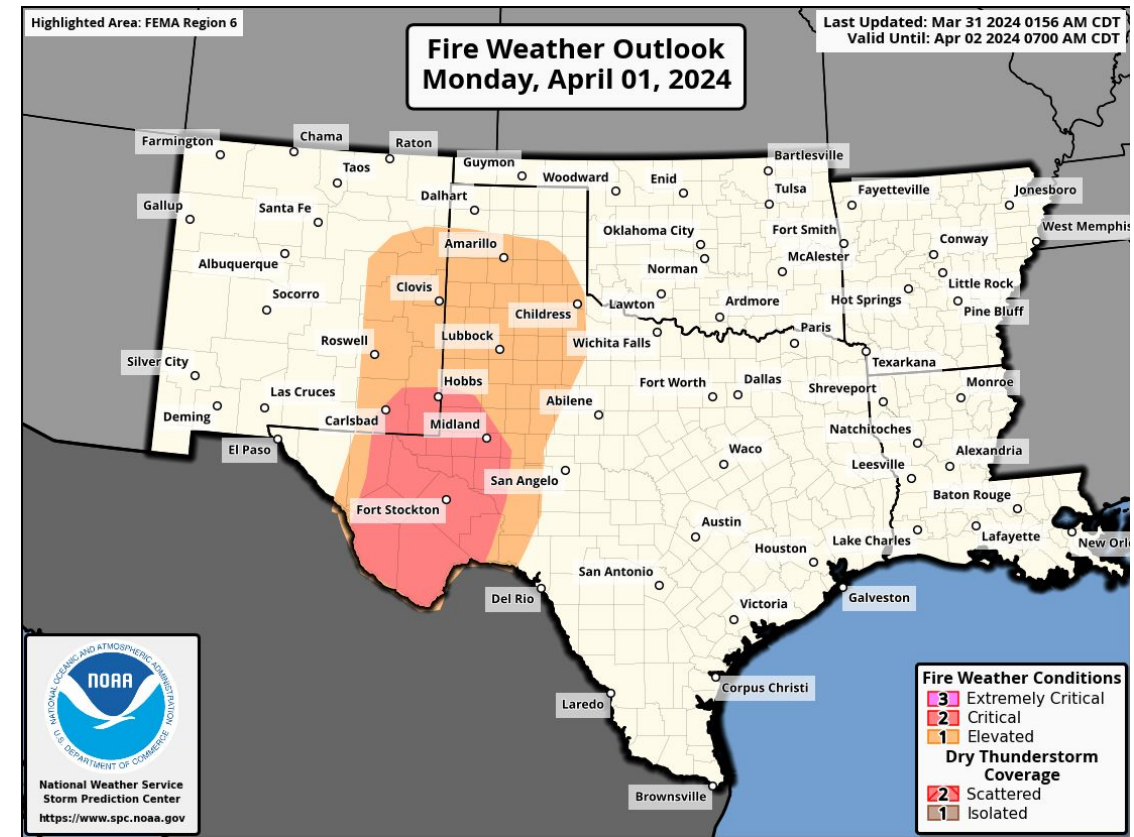 Highlighted Area: FEMA Region 6
Last Updated: Mar 31 2024 0156 AM CDT
Valid Until: Apr 02 2024 0700 AM CDT
Fire Weather Outlook
Monday, April 01, 2024
Farmington
Chama
Raton
Taos
Guymon
Woodward
Enid
Bartlesville
Tulsa
Fayetteville
Jonesboro
Gallup
Santa Fe
Dalhart
Amarillo
Oklahoma City
Fort Smith
Conway
West Memphis
Albuquerque
Norman
McAlester
Little Rock
Socorro
Clovis
Childress
Lawton
Ardmore
Hot Springs
Pine Bluff
Roswell
Lubbock
Wichita Falls
Paris
Texarkana
Silver City
Hobbs
Fort Worth
Dallas
Shreveport
Monroe
Las Cruces
Deming
Carlsbad
Midland
Abilene
Natchitoches
El Paso
Waco
Alexandria
Leesville
San Angelo
Fort Stockton
Baton Rouge
Austin
Lake Charles
Lafayette
New Orl
Houston
San Antonio
Del Rio
Victoria
Galveston
Laredo
Corpus Christi
Brownsville
NATIONAL OCEANIC AND ATMOSPHERIC ADMINISTRATION
NOAA
U.S. DEPARTMENT OF COMMERCE
National Weather Service
Storm Prediction Center
https://www.spc.noaa.gov
Fire Weather Conditions
3 Extremely Critical
2 Critical
1 Elevated
Dry Thunderstorm
Coverage
2 Scattered
1 Isolated